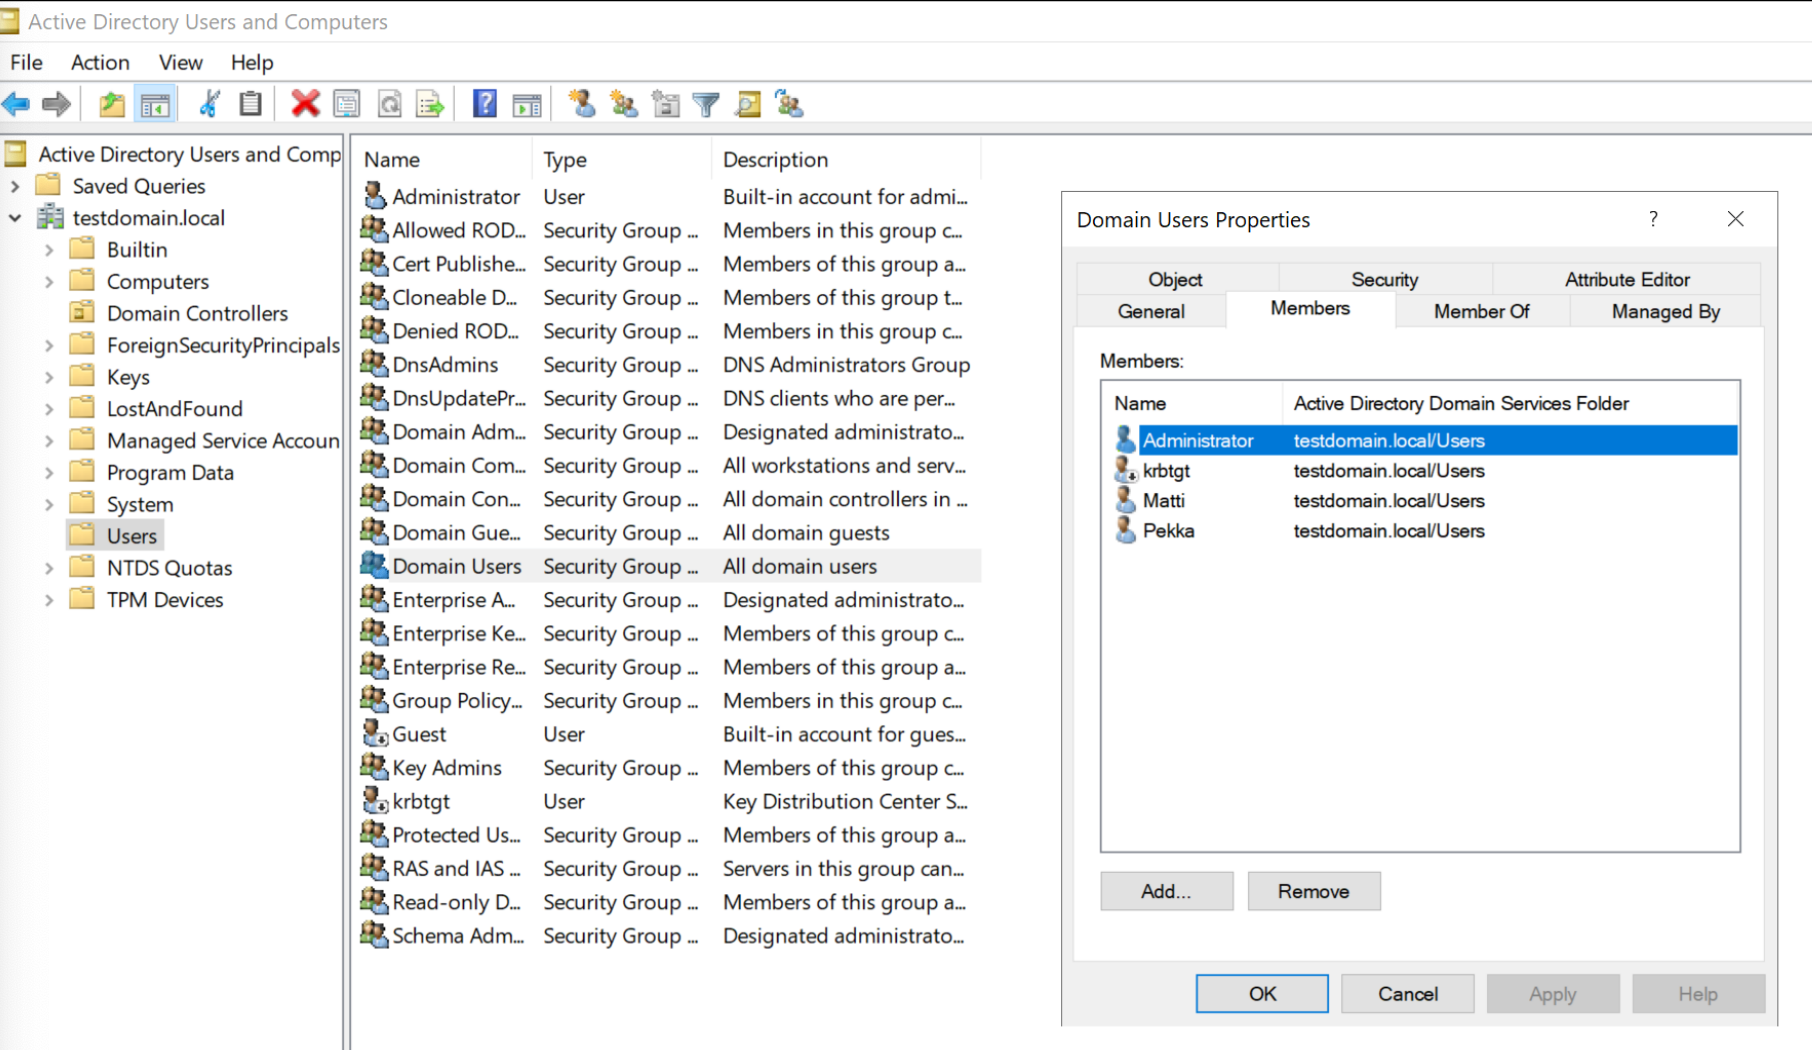 Active Directory Users and Computers
File Action View Help
Active Directory Users and Comp
Saved Queries
testdomain.local
Builtin
Computers
Domain Controllers
ForeignSecurityPrincipals
Keys
LostAndFound
Managed Service Accoun
Program Data
System
Users
NTDS Quotas
TPM Devices
Name Type Description
Administrator User Built-in account for admi...
Allowed ROD... Security Group ... Members in this group c...
Cert Publishe... Security Group ... Members of this group a...
Cloneable D... Security Group ... Members of this group t...
Denied ROD... Security Group ... Members in this group c...
DnsAdmins Security Group ... DNS Administrators Group
DnsUpdatePr... Security Group ... DNS clients who are per...
Domain Adm... Security Group ... Designated administrato...
Domain Com... Security Group ... All workstations and serv...
Domain Con... Security Group ... All domain controllers in ...
Domain Gue... Security Group ... All domain guests
Domain Users Security Group ... All domain users
Enterprise A... Security Group ... Designated administrato...
Enterprise Ke... Security Group ... Members of this group c...
Enterprise Re... Security Group ... Members of this group a...
Group Policy... Security Group ... Members in this group c...
Guest User Built-in account for gues...
Key Admins Security Group ... Members of this group c...
krbtgt User Key Distribution Center S...
Protected Us... Security Group ... Members of this group a...
RAS and IAS ... Security Group ... Servers in this group can...
Read-only D... Security Group ... Members of this group a...
Schema Adm... Security Group ... Designated administrato...
Domain Users Properties ?
Object Security Attribute Editor
General Members Member Of Managed By
Members:
Name Active Directory Domain Services Folder
Administrator testdomain.local/Users
krbtgt testdomain.local/Users
Matti testdomain.local/Users
Pekka testdomain.local/Users
Add... Remove
OK Cancel Apply Help